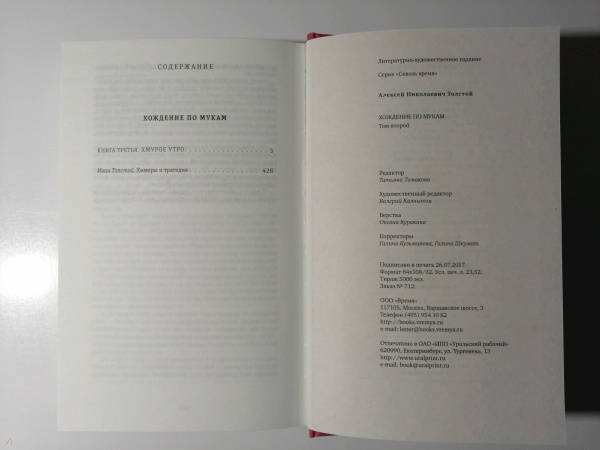 СОДЕРЖАНИЕ
ХОЖДЕНИЕ ПО МУКАМ
КНИГА ТРЕТЬЯ. ХМУРОЕ УТРО. . . . . . . . . . . . . . . . . . 5
Иван Толстой. Химера и трагедия . . . . . . . . . . . . . . . 428
Литературно-художественное издание
Серия «Сквозь время»
Алексей Николаевич Толстой
ХОЖДЕНИЕ ПО МУКАМ
Том второй
Редактор
Татьяна Тимакова
Художественный редактор
Валерий Калныньш
Верстка
Оксана Куракина
Корректоры
Галина Кузьминова, Галина
Подписано в печать 26.07.2017.
Формат 84x108/32. Усл. печ. л. 23,52.
Тираж 3000 экз.
Заказ № 712.
ООО «Время»
117105, Москва, Варшавское шоссе, 3
Телефон (495) 954 10 82
http://books.vremya.ru
e-mail: letter@books.vremya.ru
Отпечатано в ОАО «ИПП «Уральский рабочий»
620990, Екатеринбург, ул. Тургенева, 13
http://www.uralprint.ru
e-mail: book@uralprint.ru